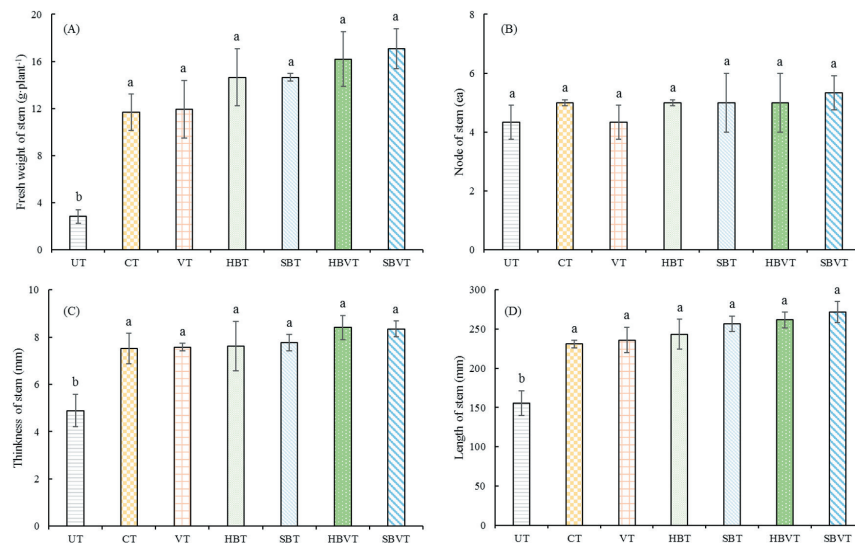 (A)
Fresh weight of stem (g·plant⁻¹)
20
16
12
8
4
0
b
a
a
a
a
a
a
UT
CT
VT
HBT
SBT
HBVT
SBVT
(B)
Node of stem (ea)
8
6
4
2
0
a
a
a
a
a
a
a
UT
CT
VT
HBT
SBT
HBVT
SBVT
(C)
Thinkness of stem (mm)
10
8
6
4
2
0
b
a
a
a
a
a
a
UT
CT
VT
HBT
SBT
HBVT
SBVT
(D)
Length of stem (mm)
300
250
200
150
100
50
0
b
a
a
a
a
a
a
UT
CT
VT
HBT
SBT
HBVT
SBVT